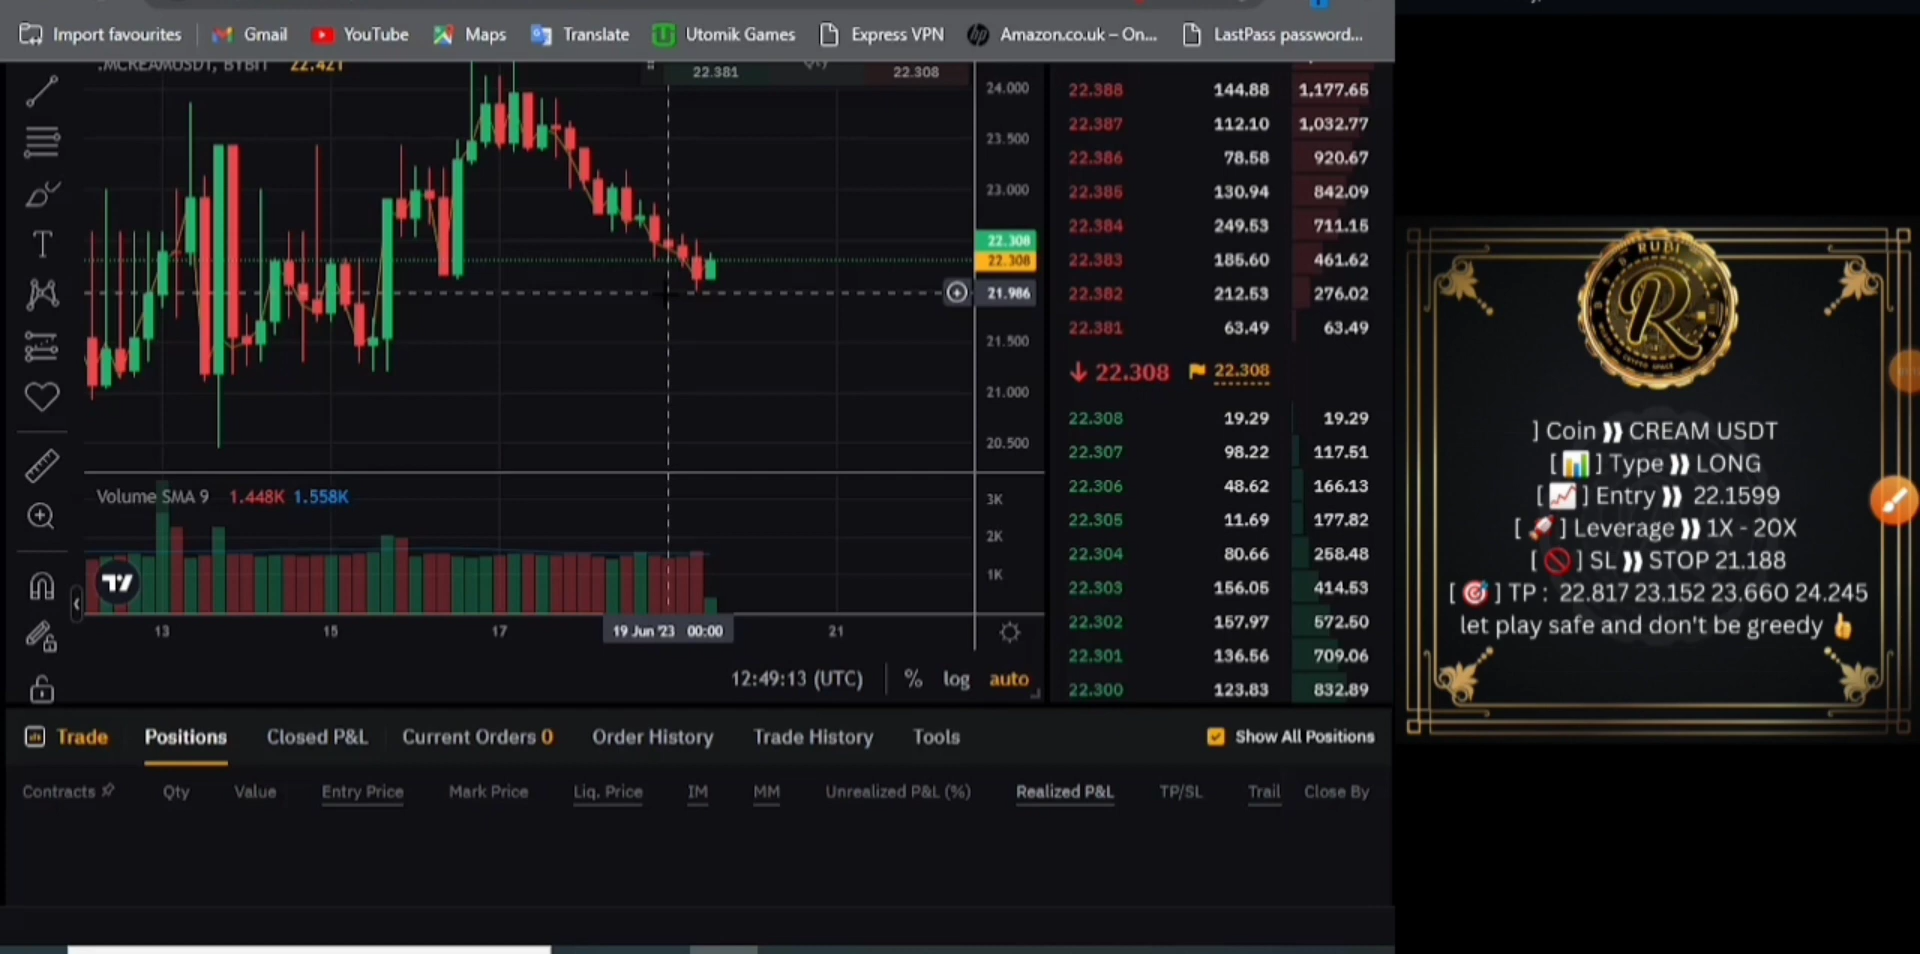 Import favourites Gmail YouTube Maps Translate Utomik Games Express VPN Amazon.co.uk – On... LastPass password...
.MCREAMUSDT, BYBIT 22.421
22.381 Qty 22.308
24.000
23.500
23.000
22.308
22.308
21.986
21.500
21.000
20.500
Volume SMA 9 1.448K 1.558K
3K
2K
1K
13 15 17 19 Jun '23 00:00 21
12:49:13 (UTC) % log auto
22.388 144.88 1,177.65
22.387 112.10 1,032.77
22.386 78.58 920.67
22.385 130.94 842.09
22.384 249.53 711.15
22.383 185.60 461.62
22.382 212.53 276.02
22.381 63.49 63.49
22.308 22.308
22.308 19.29 19.29
22.307 98.22 117.51
22.306 48.62 166.13
22.305 11.69 177.82
22.304 80.66 258.48
22.303 156.05 414.53
22.302 157.97 572.50
22.301 136.56 709.06
22.300 123.83 832.89
Trade Positions Closed P&L Current Orders 0 Order History Trade History Tools Show All Positions
Contracts Qty Value Entry Price Mark Price Liq. Price IM MM Unrealized P&L (%) Realized P&L TP/SL Trail Close By
RUBI
R
] Coin ⟫ CREAM USDT
[ 📊 ] Type ⟫ LONG
[ 📈 ] Entry ⟫ 22.1599
[ 🚀 ] Leverage ⟫ 1X - 20X
[ 🚫 ] SL ⟫ STOP 21.188
[ 🎯 ] TP : 22.817 23.152 23.660 24.245
let play safe and don't be greedy 👆